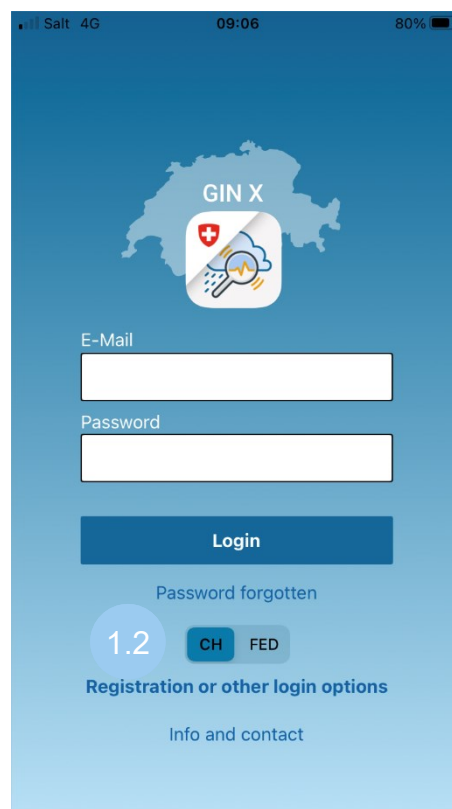 Salt 4G 09:06 80%
GIN X
E-Mail
Password
Login
Password forgotten
1.2 CH FED
Registration or other login options
Info and contact